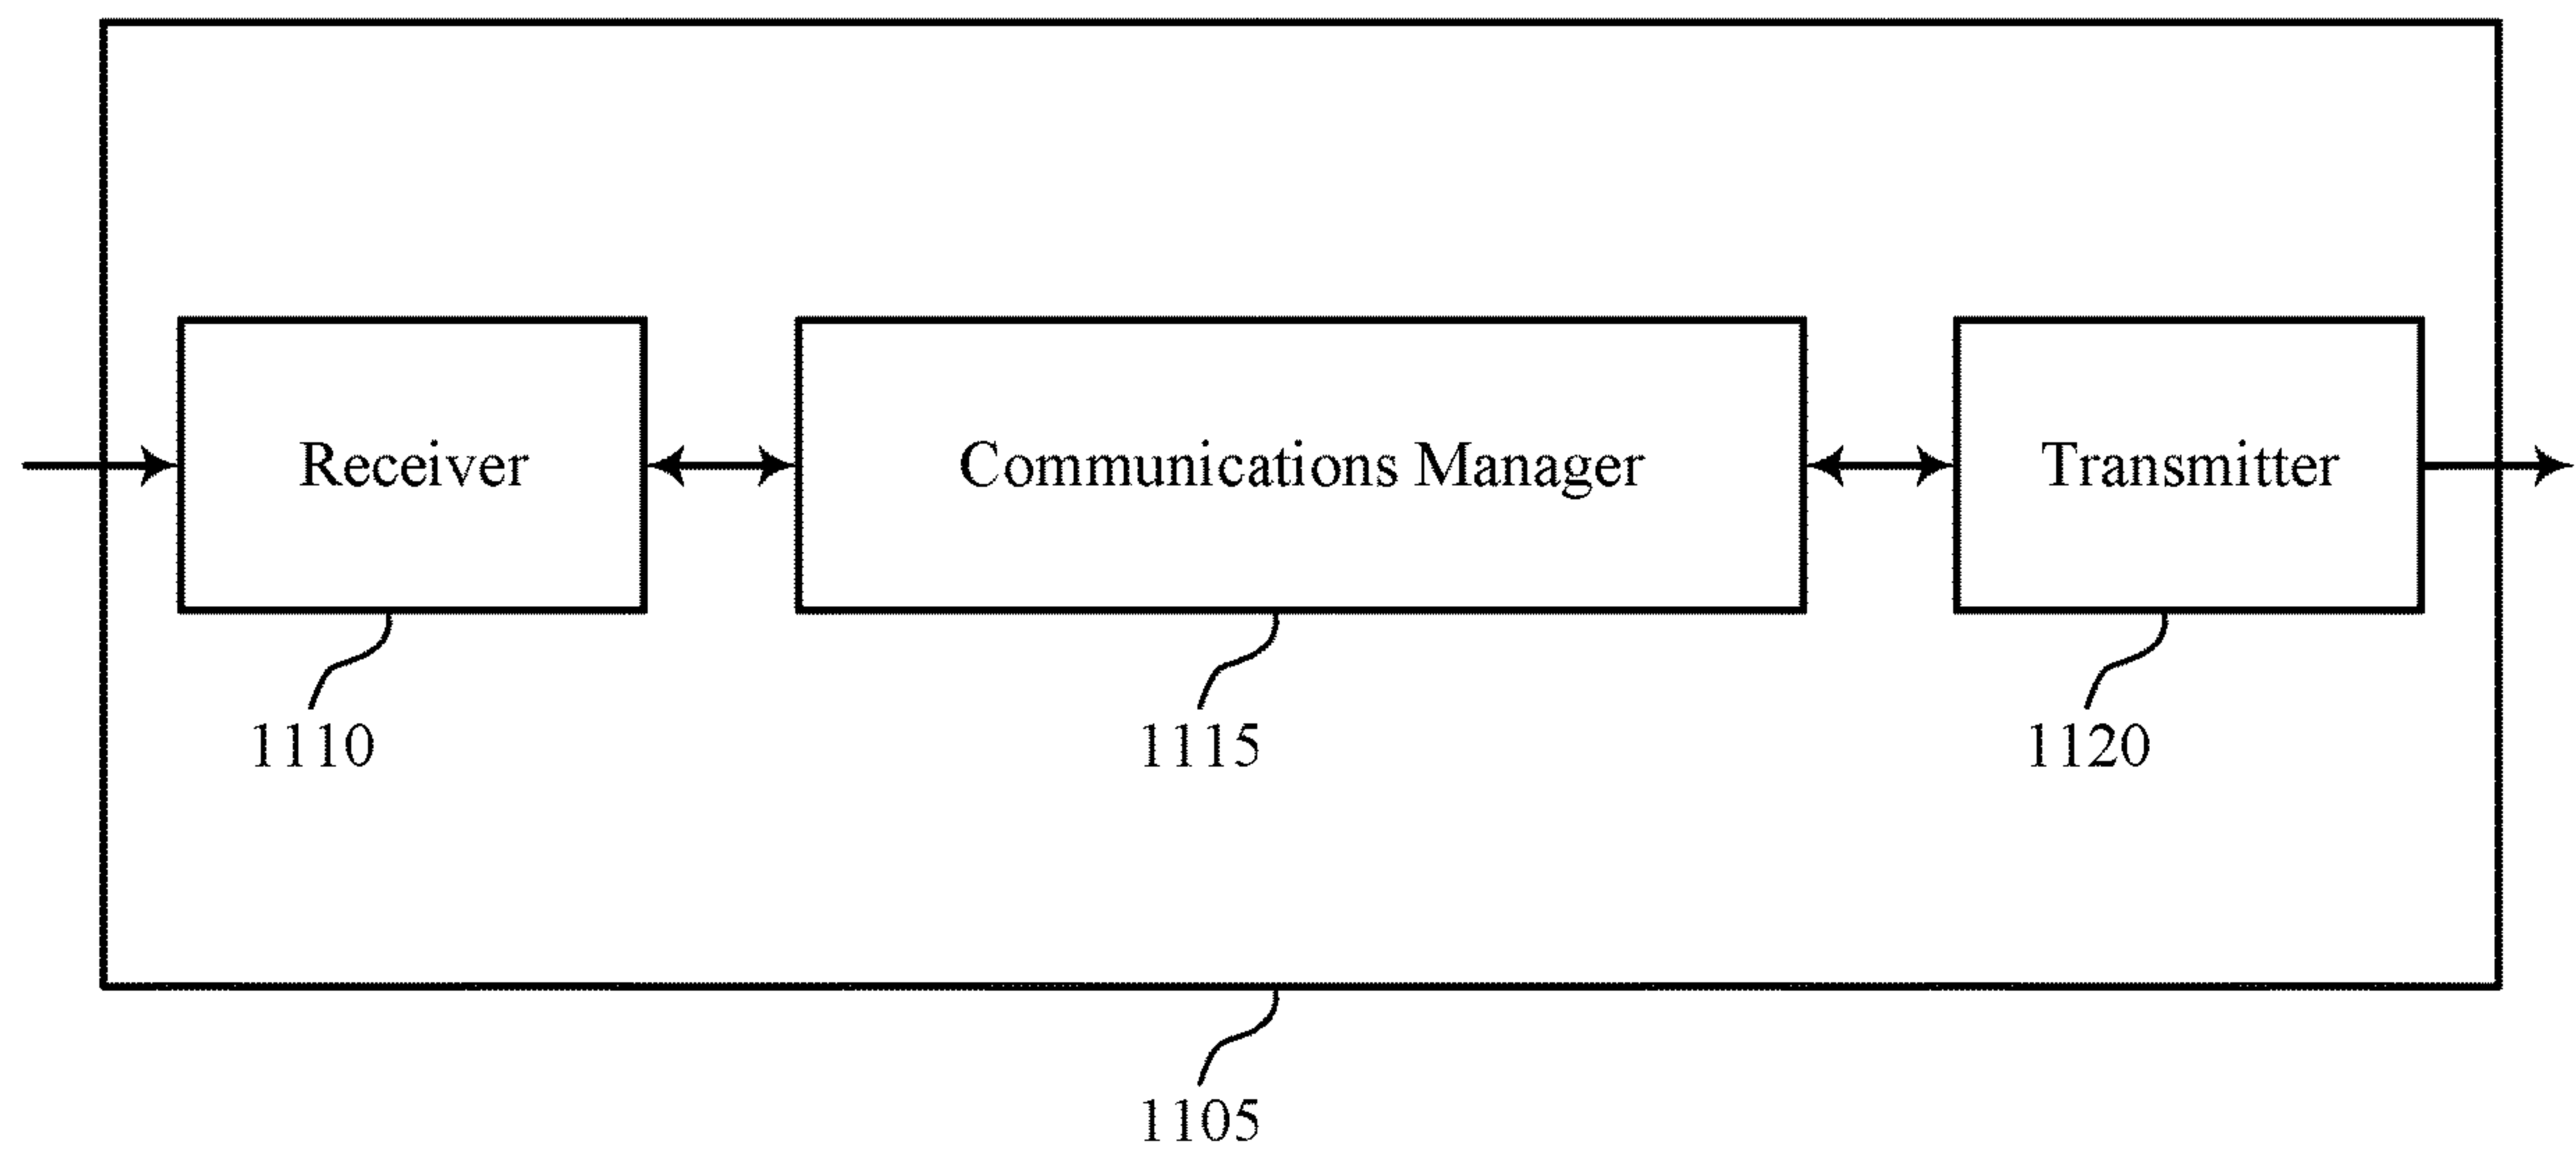 Receiver
Communications Manager
Transmitter
1110
1115
1120
1105